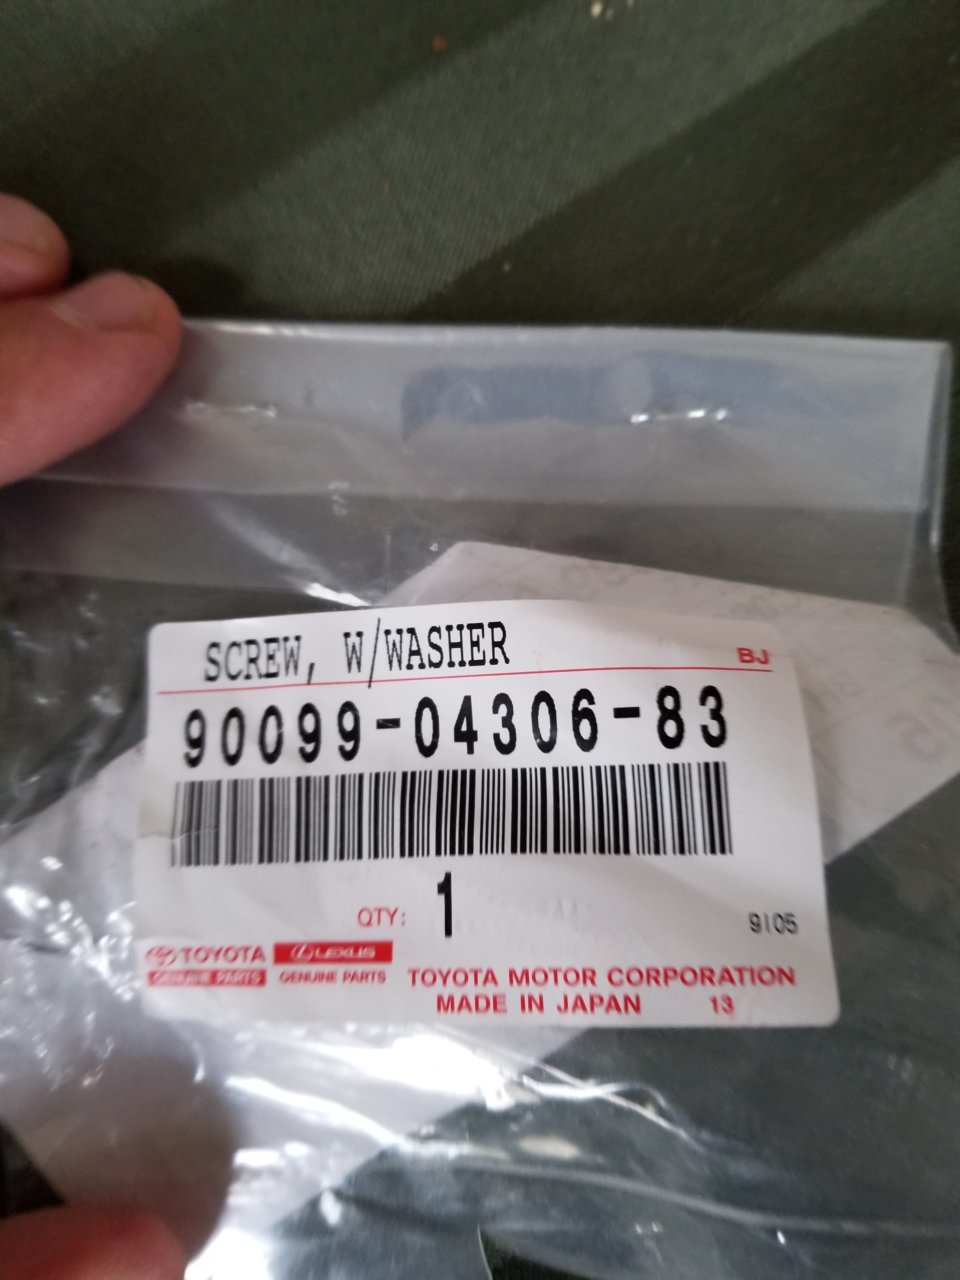 SCREW, W/WASHER
BJ
90099-04306-83
QTY: 1
9105
TOYOTA
LEXUS
GENUINE PARTS
GENUINE PARTS
TOYOTA MOTOR CORPORATION
MADE IN JAPAN 13